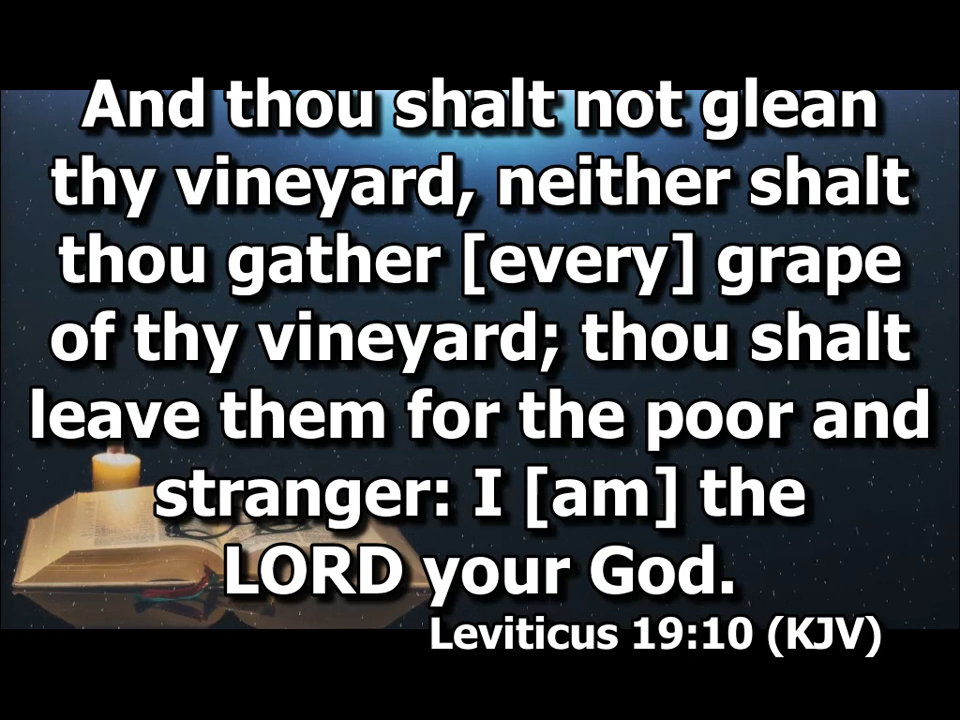 And thou shalt not glean
thy vineyard, neither shalt
thou gather [every] grape
of thy vineyard; thou shalt
leave them for the poor and
stranger: I [am] the
LORD your God.
Leviticus 19:10 (KJV)